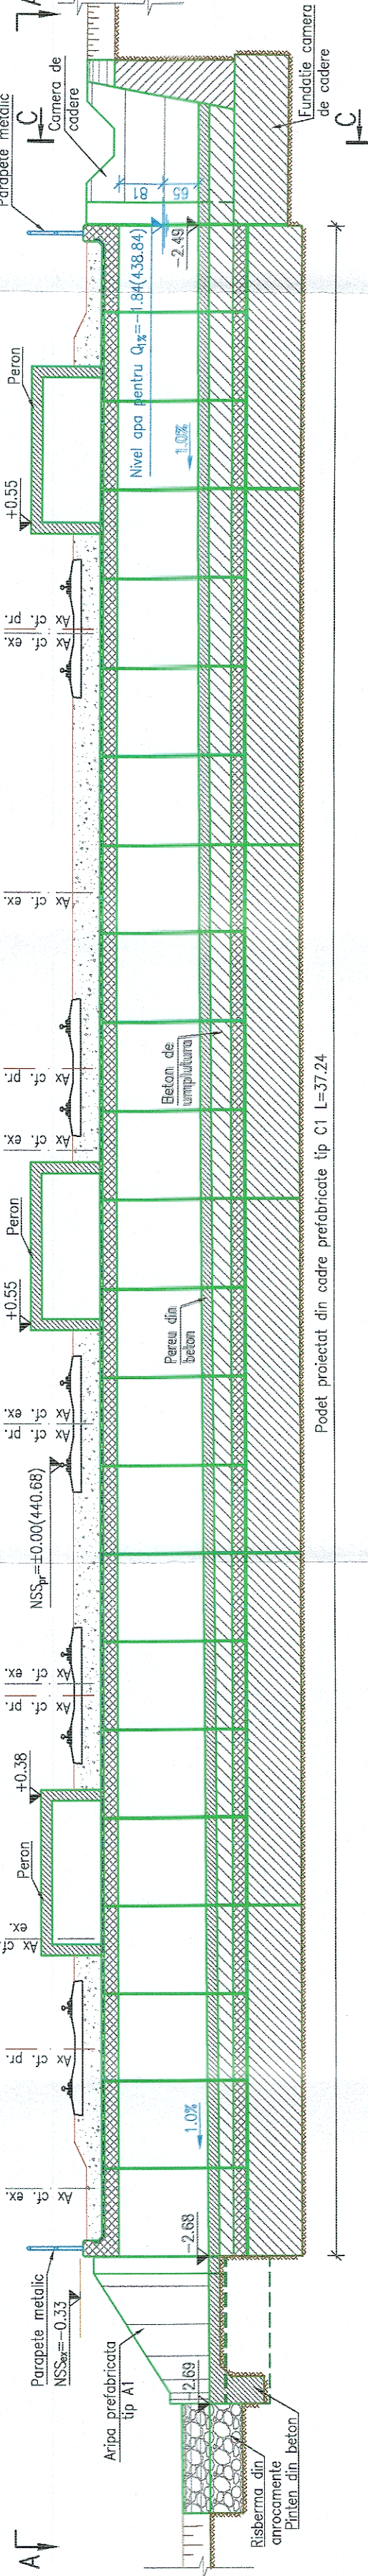 A
Parapete metalic
C
Camera de
cadere
Fundatie camera
de cadere
C
81
65
-2.49
Nivel apa pentru Q1%=-1.84(438.84)
1.0%
Peron
+0.55
Ax cf. pr.
Ax cf. ex.
Ax cf. ex.
Ax cf. pr.
Ax cf. ex.
Beton de
umplutura
Peron
+0.55
Pereu din
beton
Podet proiectat din cadre prefabricate tip C1 L=37.24
Ax cf. ex.
Ax cf. pr.
NSSpr=±0.00(440.68)
Ax cf. ex.
Ax cf. pr.
+0.38
Peron
Ax cf. ex.
Ax cf. pr.
Ax cf. ex.
1.0%
-2.68
Parapete metalic
NSSex=-0.33
Aripa prefabricata
tip A1
-2.69
Risberma din
anrocamente
Pinten din beton
A